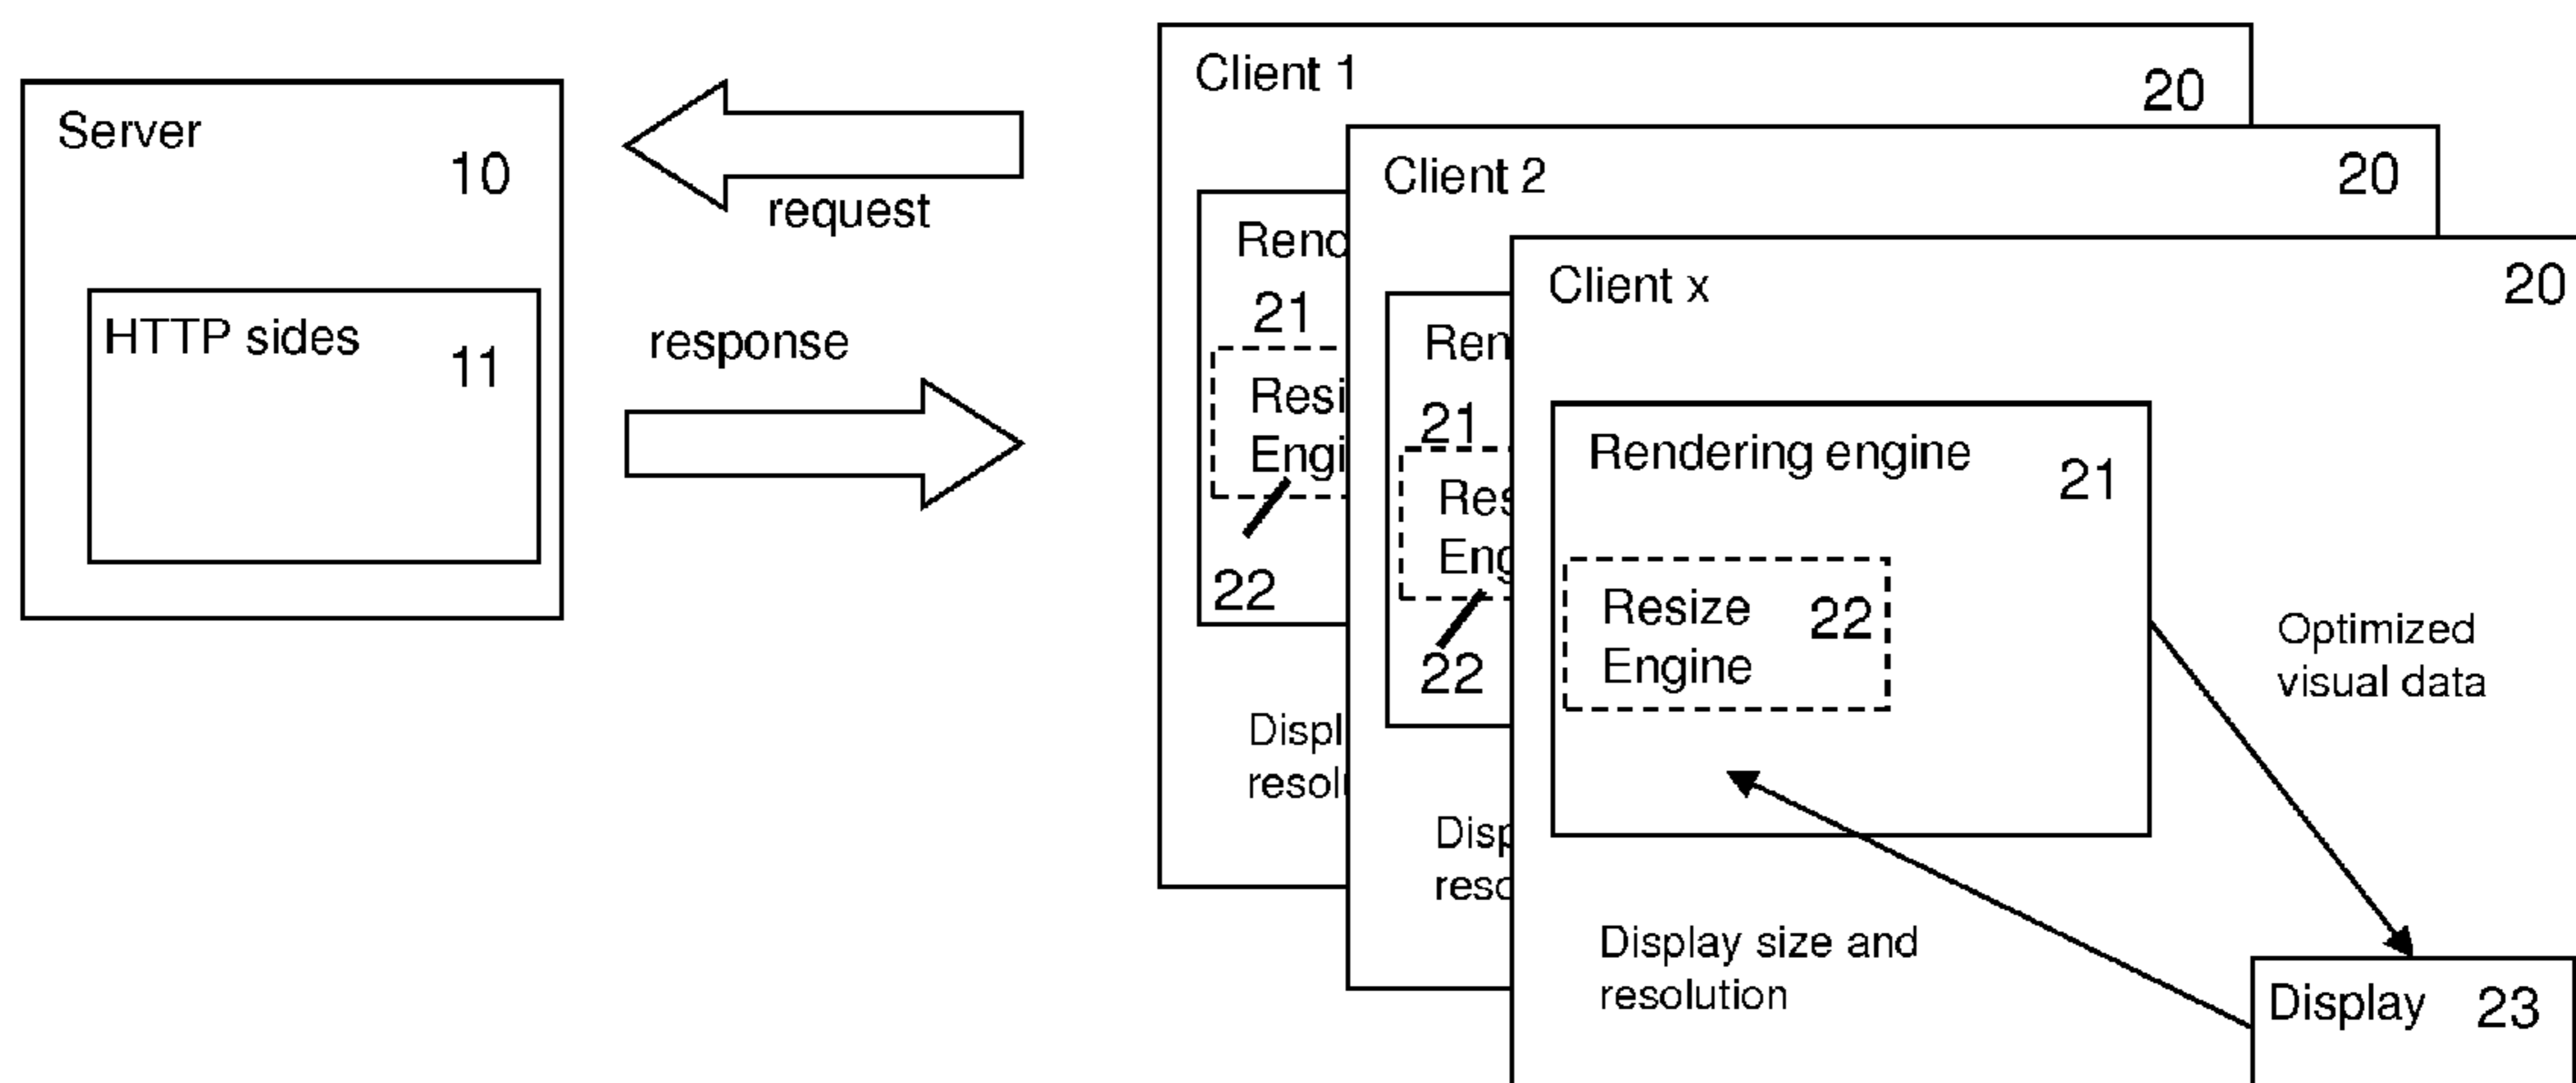 Server
10
HTTP sides
11
request
response
Client 1
20
21
22
Client 2
20
21
22
Client x
20
Rendering engine
21
Resize
22
Engine
Optimized
visual data
Display size and
resolution
Display
23